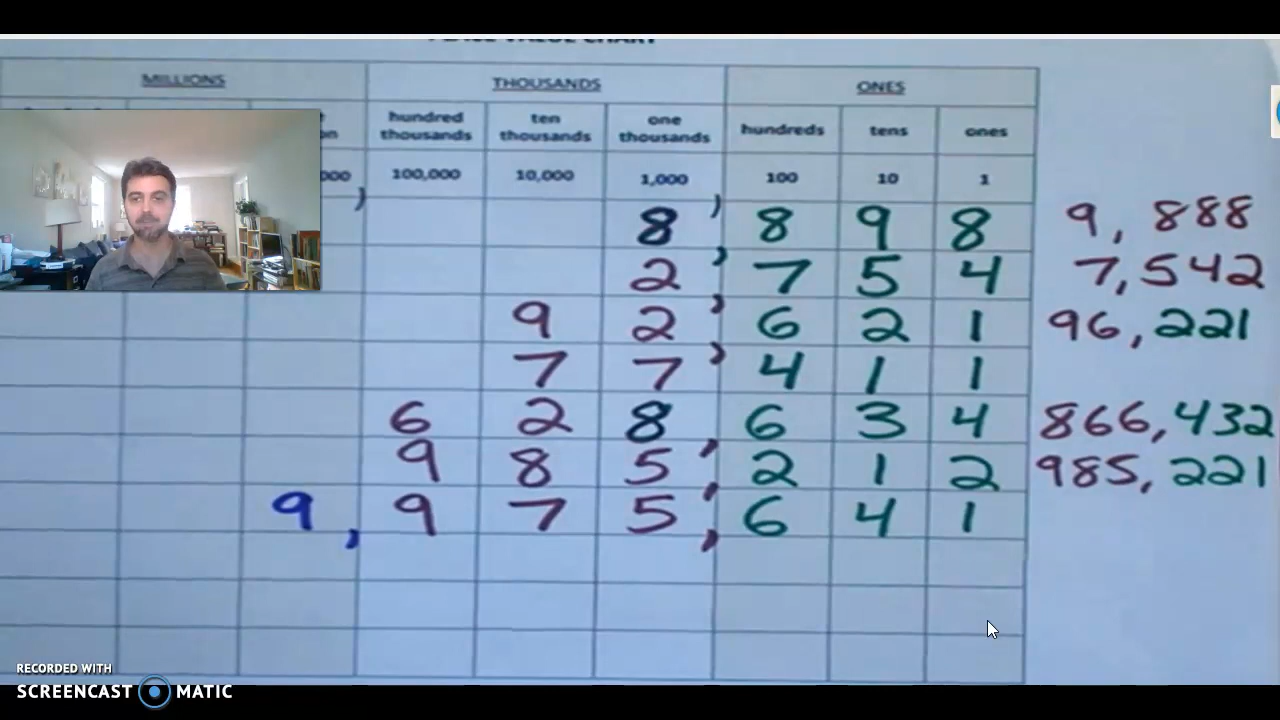 PLACE VALUE CHART
MILLIONS THOUSANDS ONES
hundred thousands ten thousands one thousands hundreds tens ones
100,000 10,000 1,000 100 10 1
8, 8 9 8 9, 888
2, 7 5 4 7,542
9 2, 6 2 1 96,221
7 7, 4 1 1
6 2 8, 6 3 4 866,432
9 8 5, 2 1 2 985,221
9, 9 7 5, 6 4 1
RECORDED WITH
SCREENCAST MATIC